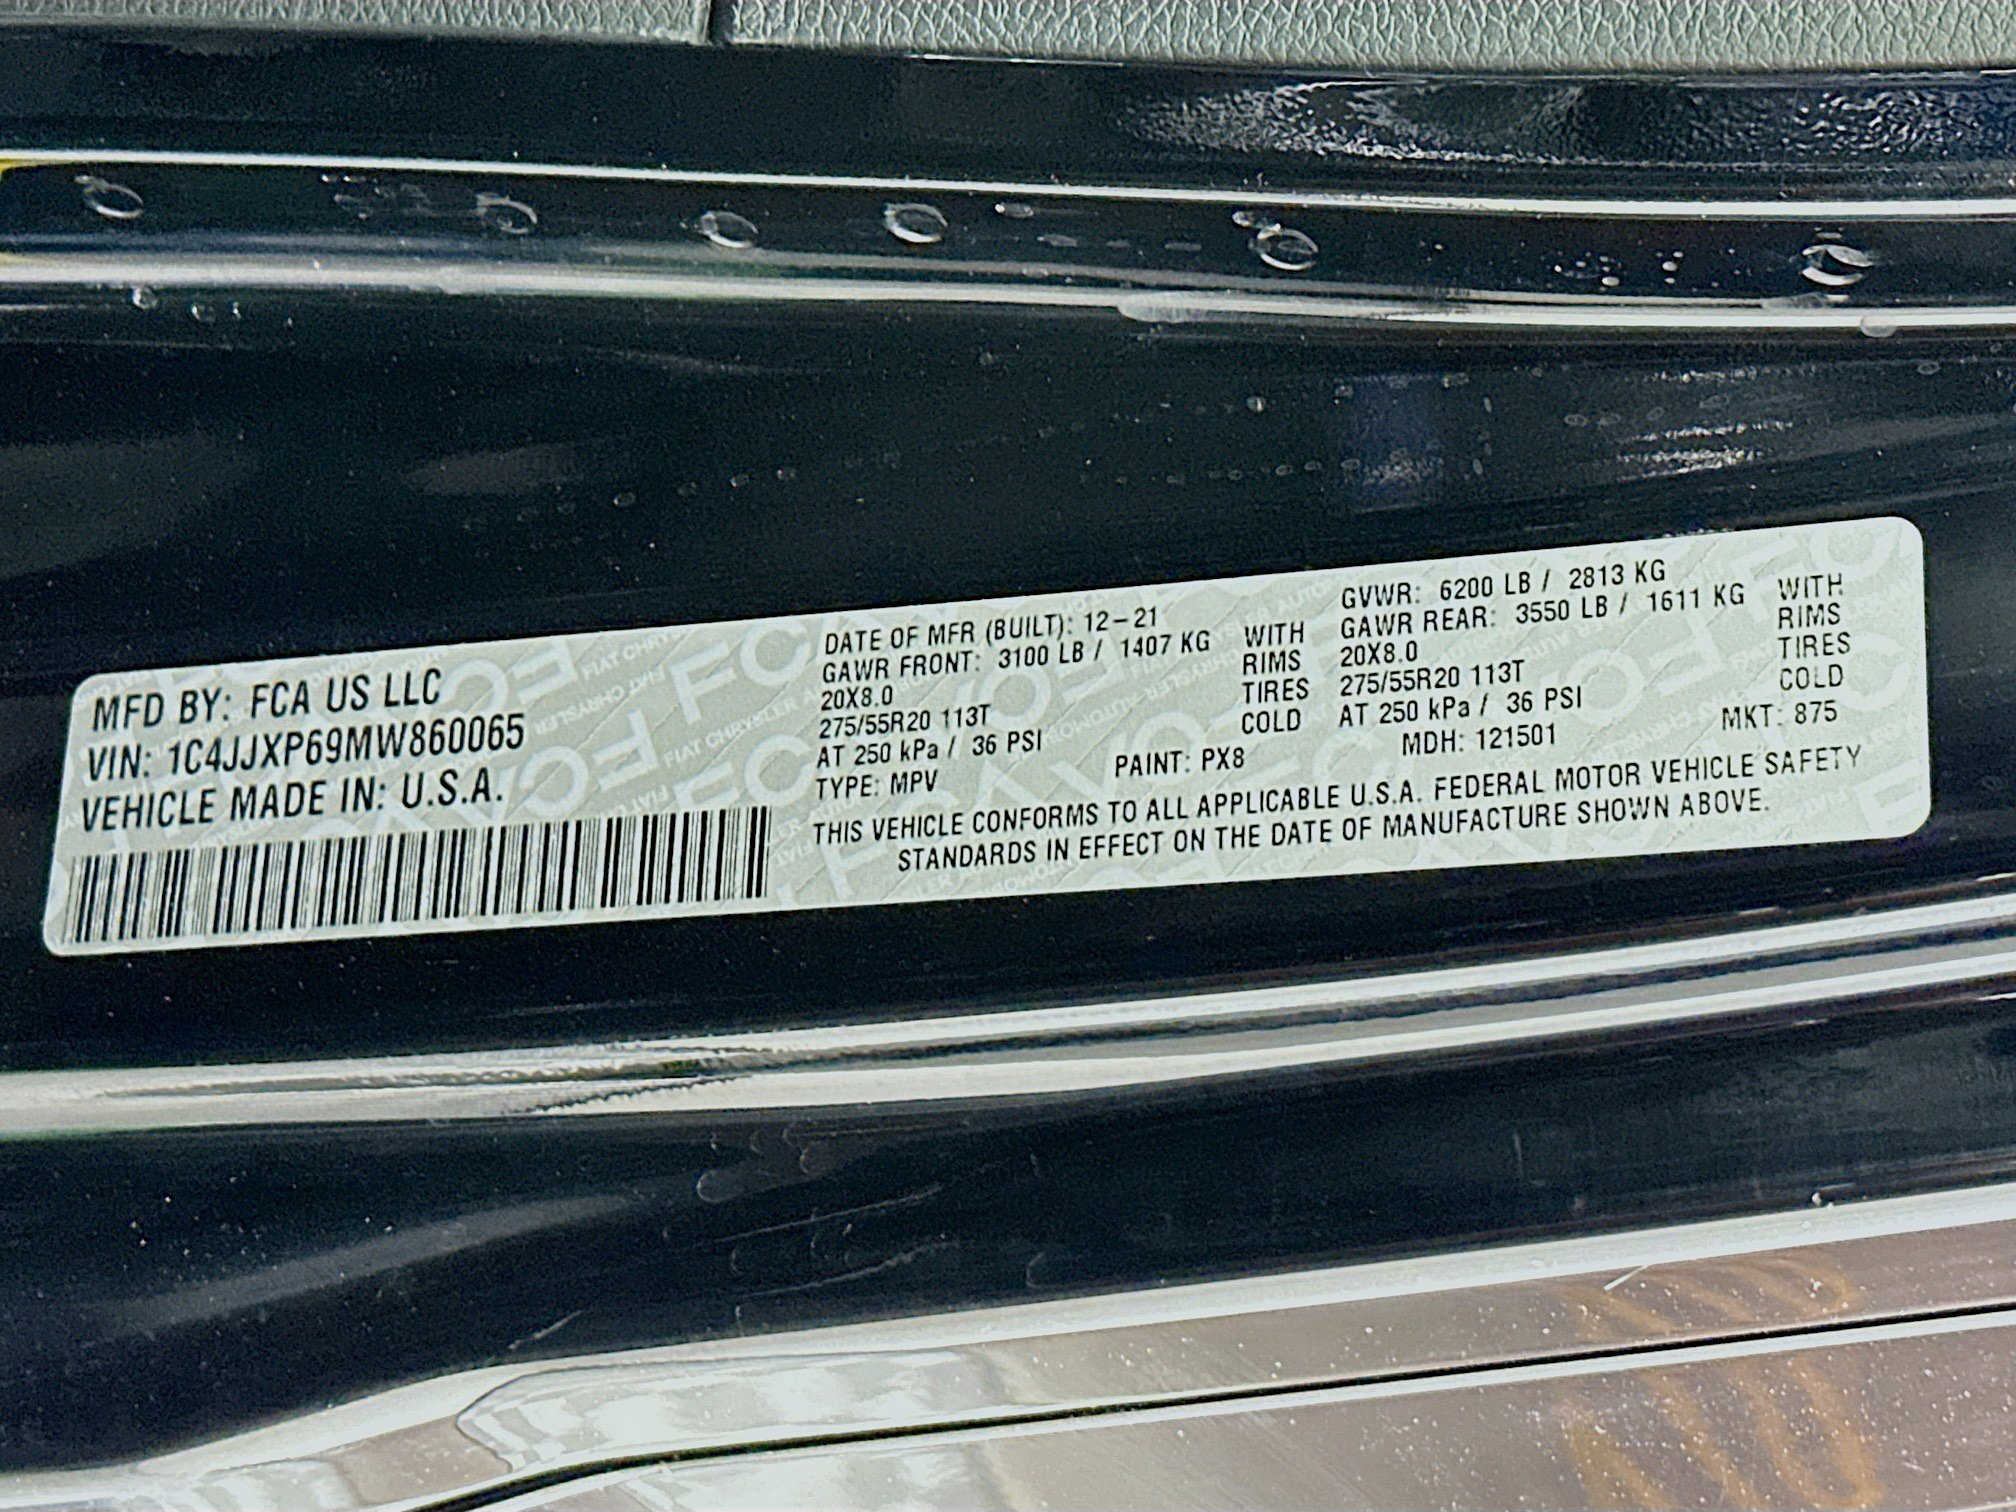 MFD BY: FCA US LLC
VIN: 1C4JJXP69MW860065
VEHICLE MADE IN: U.S.A.
DATE OF MFR (BUILT): 12-21
GAWR FRONT: 3100 LB / 1407 KG WITH
20X8.0 RIMS
275/55R20 113T TIRES
AT 250 kPa / 36 PSI COLD
GVWR: 6200 LB / 2813 KG
GAWR REAR: 3550 LB / 1611 KG WITH
20X8.0 RIMS
275/55R20 113T TIRES
AT 250 kPa / 36 PSI COLD
TYPE: MPV PAINT: PX8 MDH: 121501 MKT: 875
THIS VEHICLE CONFORMS TO ALL APPLICABLE U.S.A. FEDERAL MOTOR VEHICLE SAFETY
STANDARDS IN EFFECT ON THE DATE OF MANUFACTURE SHOWN ABOVE.